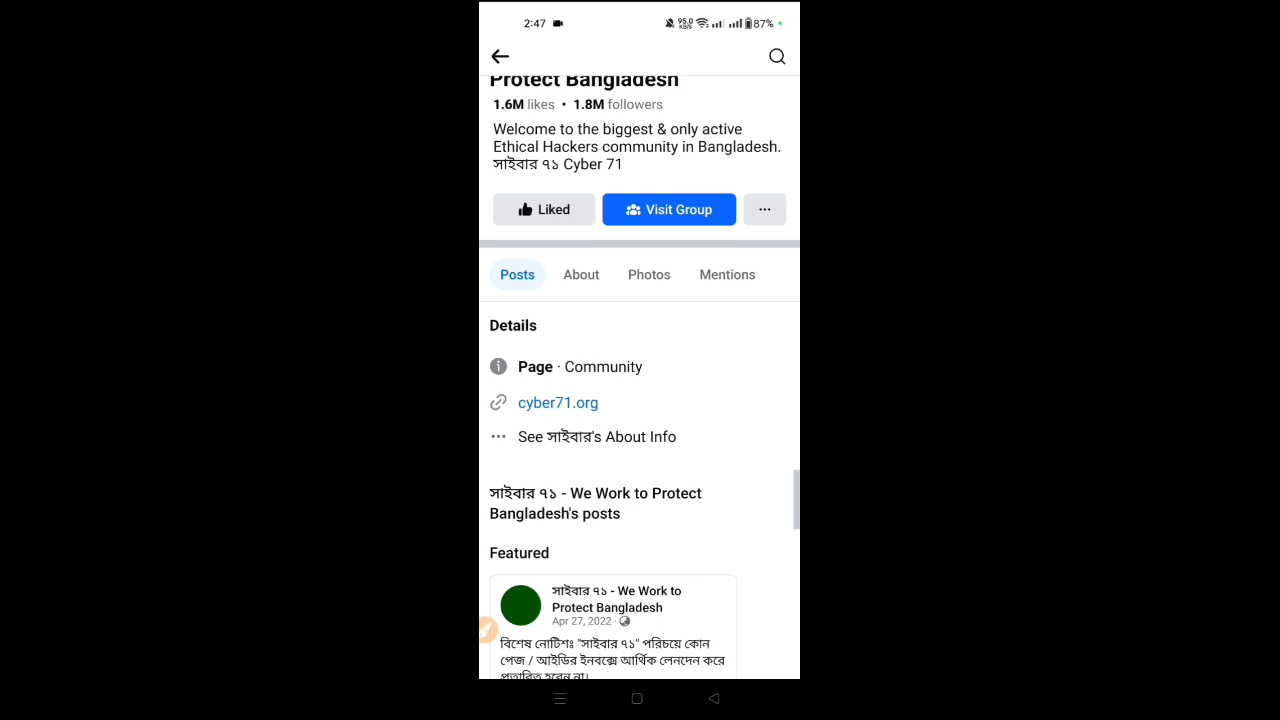 2:47
95.0
KB/S
87%
Protect Bangladesh
1.6M likes • 1.8M followers
Welcome to the biggest & only active
Ethical Hackers community in Bangladesh.
সাইবার ৭১ Cyber 71
Liked
Visit Group
Posts
About
Photos
Mentions
Details
Page · Community
cyber71.org
See সাইবার's About Info
সাইবার ৭১ - We Work to Protect
Bangladesh's posts
Featured
সাইবার ৭১ - We Work to
Protect Bangladesh
Apr 27, 2022 ·
বিশেষ নোটিশঃ "সাইবার ৭১" পরিচয়ে কোন
পেজ / আইডির ইনবক্সে আর্থিক লেনদেন করে
প্রতারিত হবেন না।